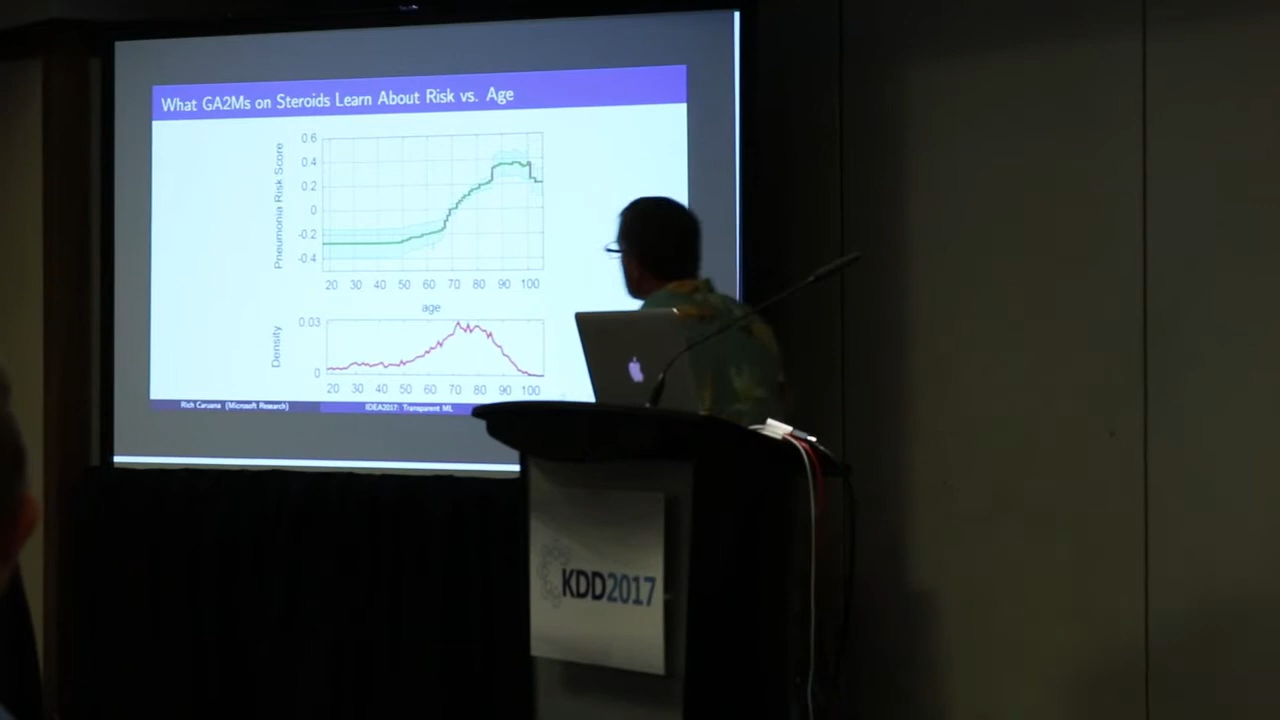 What GA2Ms on Steroids Learn About Risk vs. Age
Pneumonia Risk Score
0.6
0.4
0.2
0
-0.2
-0.4
20 30 40 50 60 70 80 90 100
age
Density
0.03
0
20 30 40 50 60 70 80 90 100
Rich Caruana (Microsoft Research) IDEA2017: Transparent ML
KDD2017